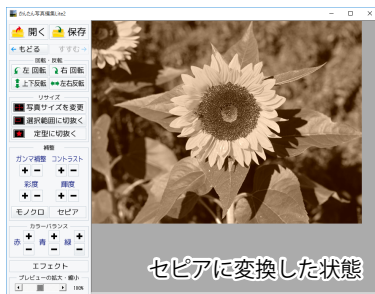 かんたん写真編集Lite2
開く 保存
もどる すすむ
回転・反転
左 回転 右 回転
上下反転 左右反転
リサイズ
写真サイズを変更
選択範囲に切抜く
定型に切抜く
補整
ガンマ補整 コントラスト
+ - + -
彩度 輝度
+ - + -
モノクロ セピア
カラーバランス
赤 + - 青 + - 緑 + -
エフェクト
プレビューの拡大・縮小
100%
セピアに変換した状態